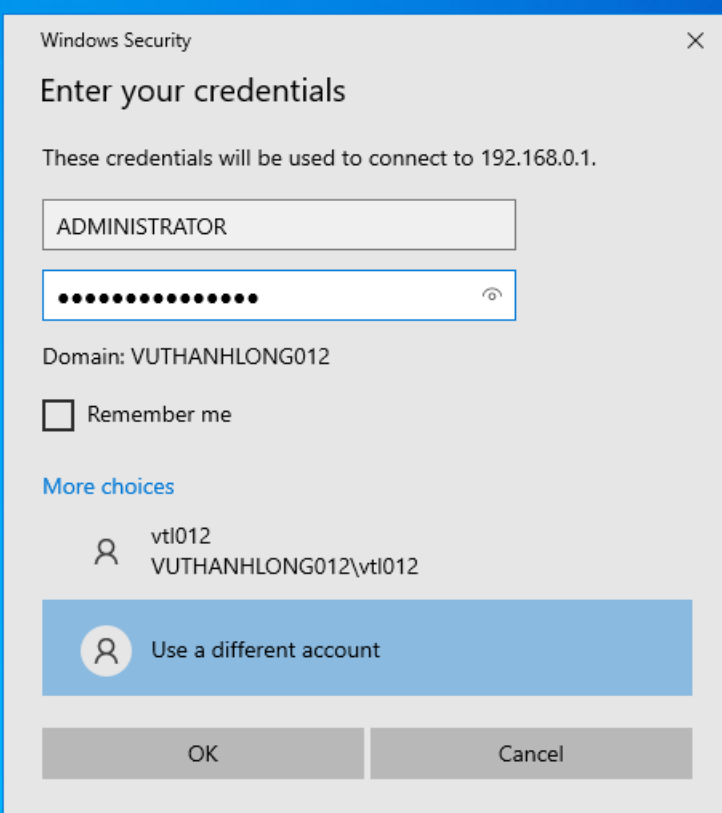 Windows Security
Enter your credentials
These credentials will be used to connect to 192.168.0.1.
ADMINISTRATOR
●●●●●●●●●●●●●●●
Domain: VUTHANHLONG012
Remember me
More choices
vtl012
VUTHANHLONG012\vtl012
Use a different account
OK
Cancel